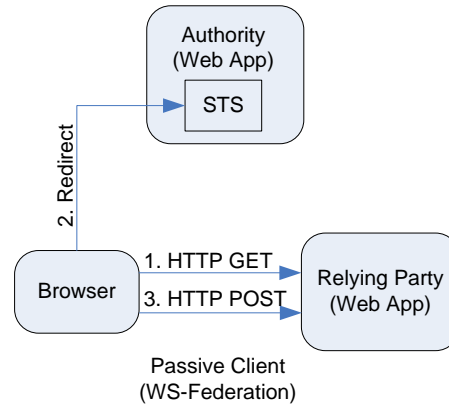 Authority
(Web App)
STS
2. Redirect
1. HTTP GET
Browser
3. HTTP POST
Relying Party
(Web App)
Passive Client
(WS-Federation)